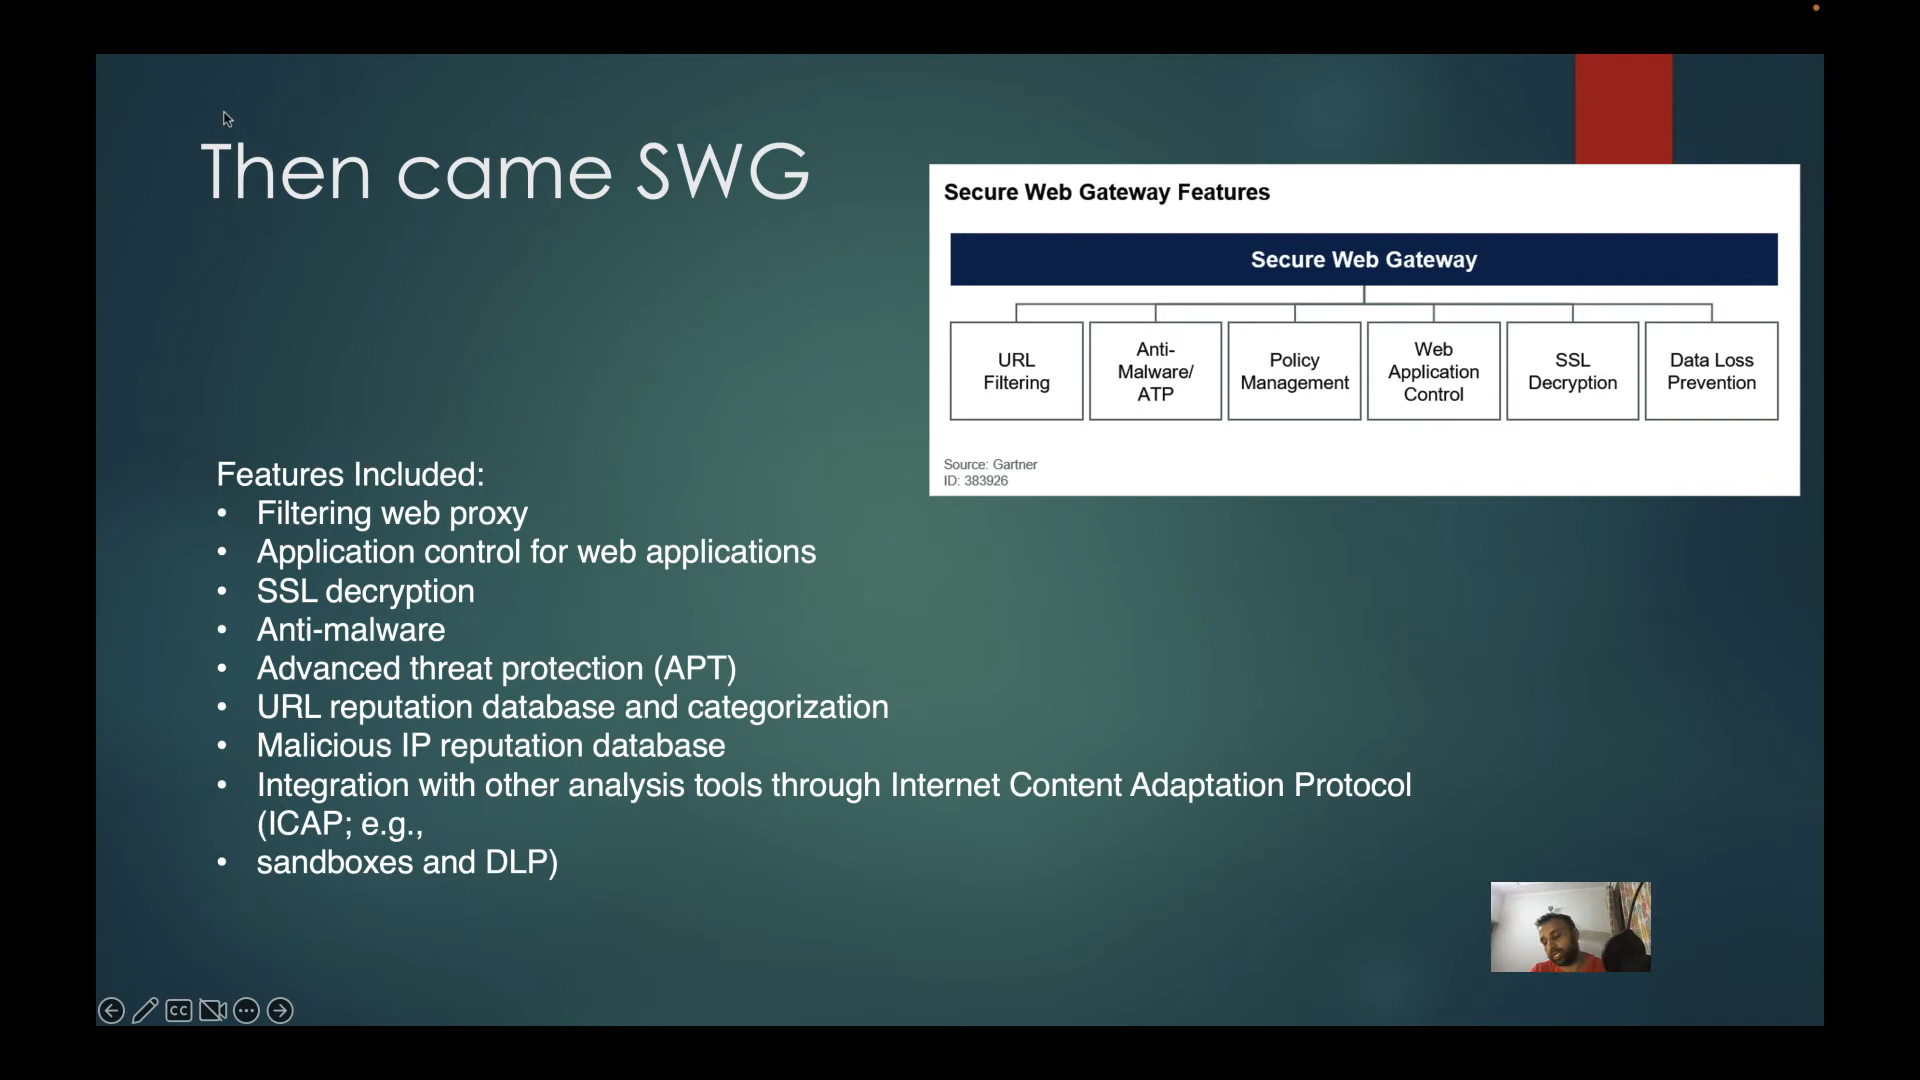 Then came SWG
Secure Web Gateway Features
Secure Web Gateway
URL
Filtering
Anti-
Malware/
ATP
Policy
Management
Web
Application
Control
SSL
Decryption
Data Loss
Prevention
Source: Gartner
ID: 383926
Features Included:
• Filtering web proxy
• Application control for web applications
• SSL decryption
• Anti-malware
• Advanced threat protection (APT)
• URL reputation database and categorization
• Malicious IP reputation database
• Integration with other analysis tools through Internet Content Adaptation Protocol
(ICAP; e.g.,
• sandboxes and DLP)
CC